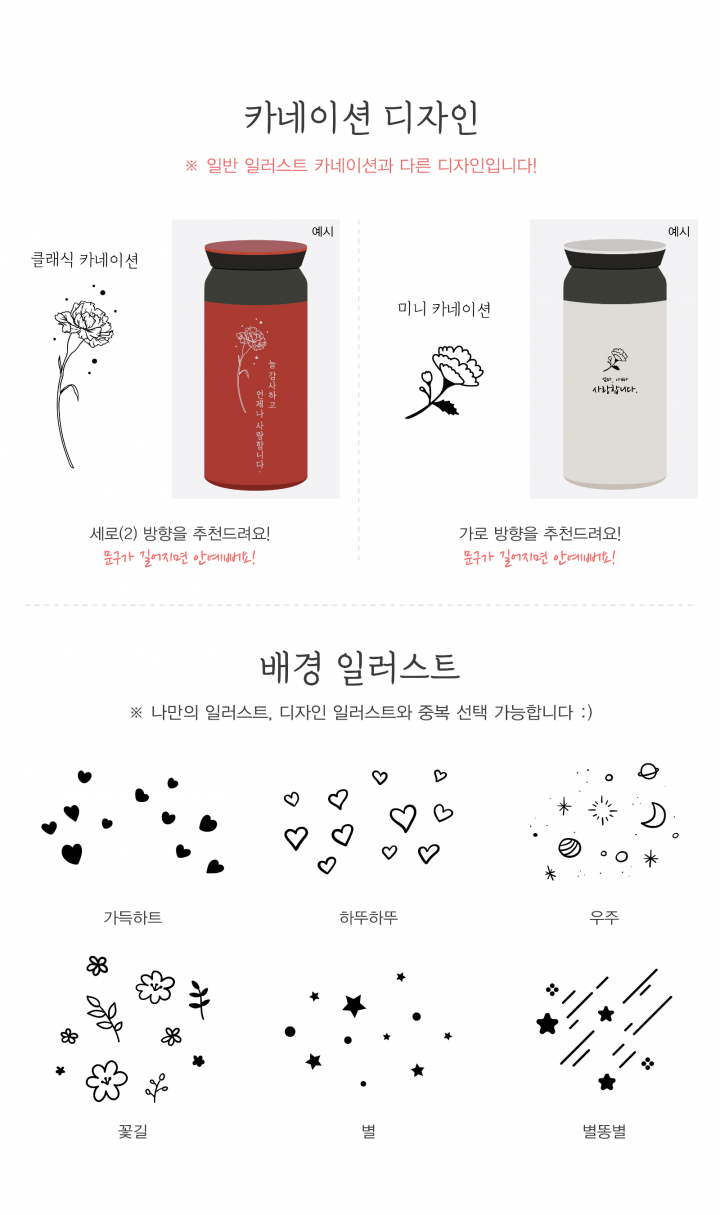 카네이션 디자인
※ 일반 일러스트 카네이션과 다른 디자인입니다!
클래식 카네이션
예시
늘 감사하고
언제나 사랑합니다.
세로(2) 방향을 추천드려요!
문구가 길어지면 안예뻐요!
미니 카네이션
예시
엄마, 아빠
사랑합니다.
가로 방향을 추천드려요!
문구가 길어지면 안예뻐요!
배경 일러스트
※ 나만의 일러스트, 디자인 일러스트와 중복 선택 가능합니다 :)
가득하트
하뚜하뚜
우주
꽃길
별
별똥별